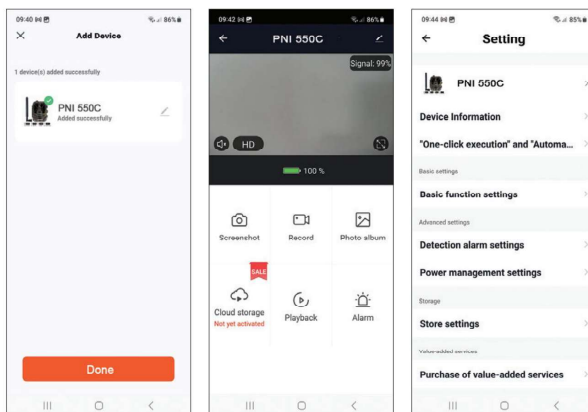 09:40
86%
Add Device
1 device(s) added successfully
PNI 550C
Added successfully
Done
09:42
86%
PNI 550C
Signal: 99%
HD
100 %
Screenshot
Record
Photo album
SALE
Cloud storage
Not yet activated
Playback
Alarm
09:44
85%
Setting
PNI 550C
Device Information
"One-click execution" and "Automa...
Basic settings
Basic function settings
Advanced settings
Detection alarm settings
Power management settings
Storage
Store settings
Value-added services
Purchase of value-added services